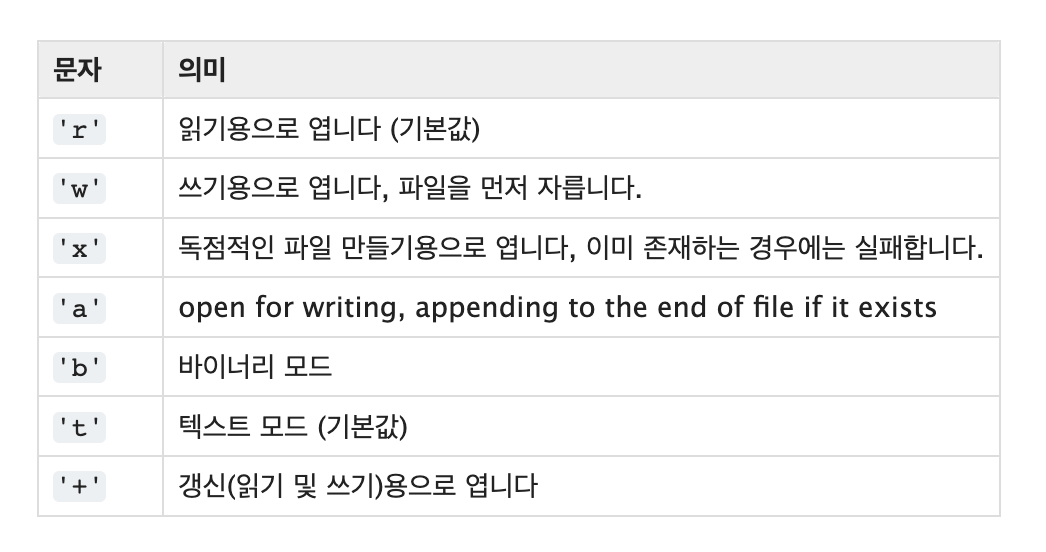 문자 의미
'r' 읽기용으로 엽니다 (기본값)
'w' 쓰기용으로 엽니다, 파일을 먼저 자릅니다.
'x' 독점적인 파일 만들기용으로 엽니다, 이미 존재하는 경우에는 실패합니다.
'a' open for writing, appending to the end of file if it exists
'b' 바이너리 모드
't' 텍스트 모드 (기본값)
'+' 갱신(읽기 및 쓰기)용으로 엽니다